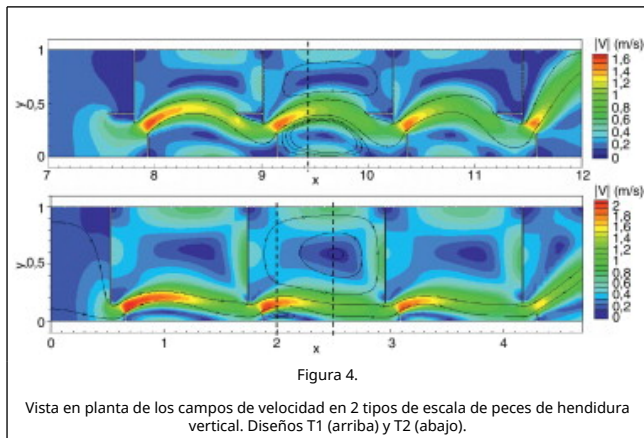 |V| (m/s)
1
1,6
1,4
1,2
1
0,8
0,6
0,4
0,2
0
y
0,5
0
7 8 9 10 11 12
x
|V| (m/s)
1
2
1,8
1,6
1,4
1,2
1
0,8
0,6
0,4
0,2
0
y
0,5
0
0 1 2 3 4
x
Figura 4.
Vista en planta de los campos de velocidad en 2 tipos de escala de peces de hendidura
vertical. Diseños T1 (arriba) y T2 (abajo).